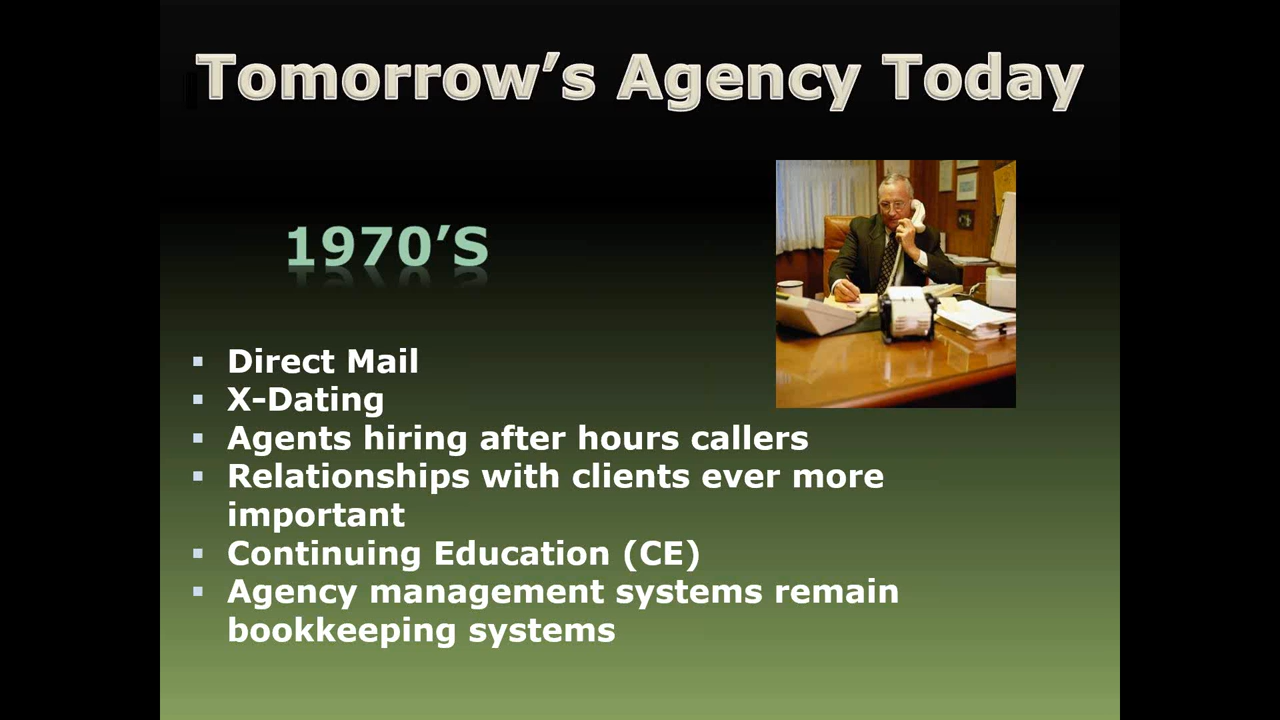 Tomorrow’s Agency Today
1970’S
▪ Direct Mail
▪ X-Dating
▪ Agents hiring after hours callers
▪ Relationships with clients ever more
important
▪ Continuing Education (CE)
▪ Agency management systems remain
bookkeeping systems